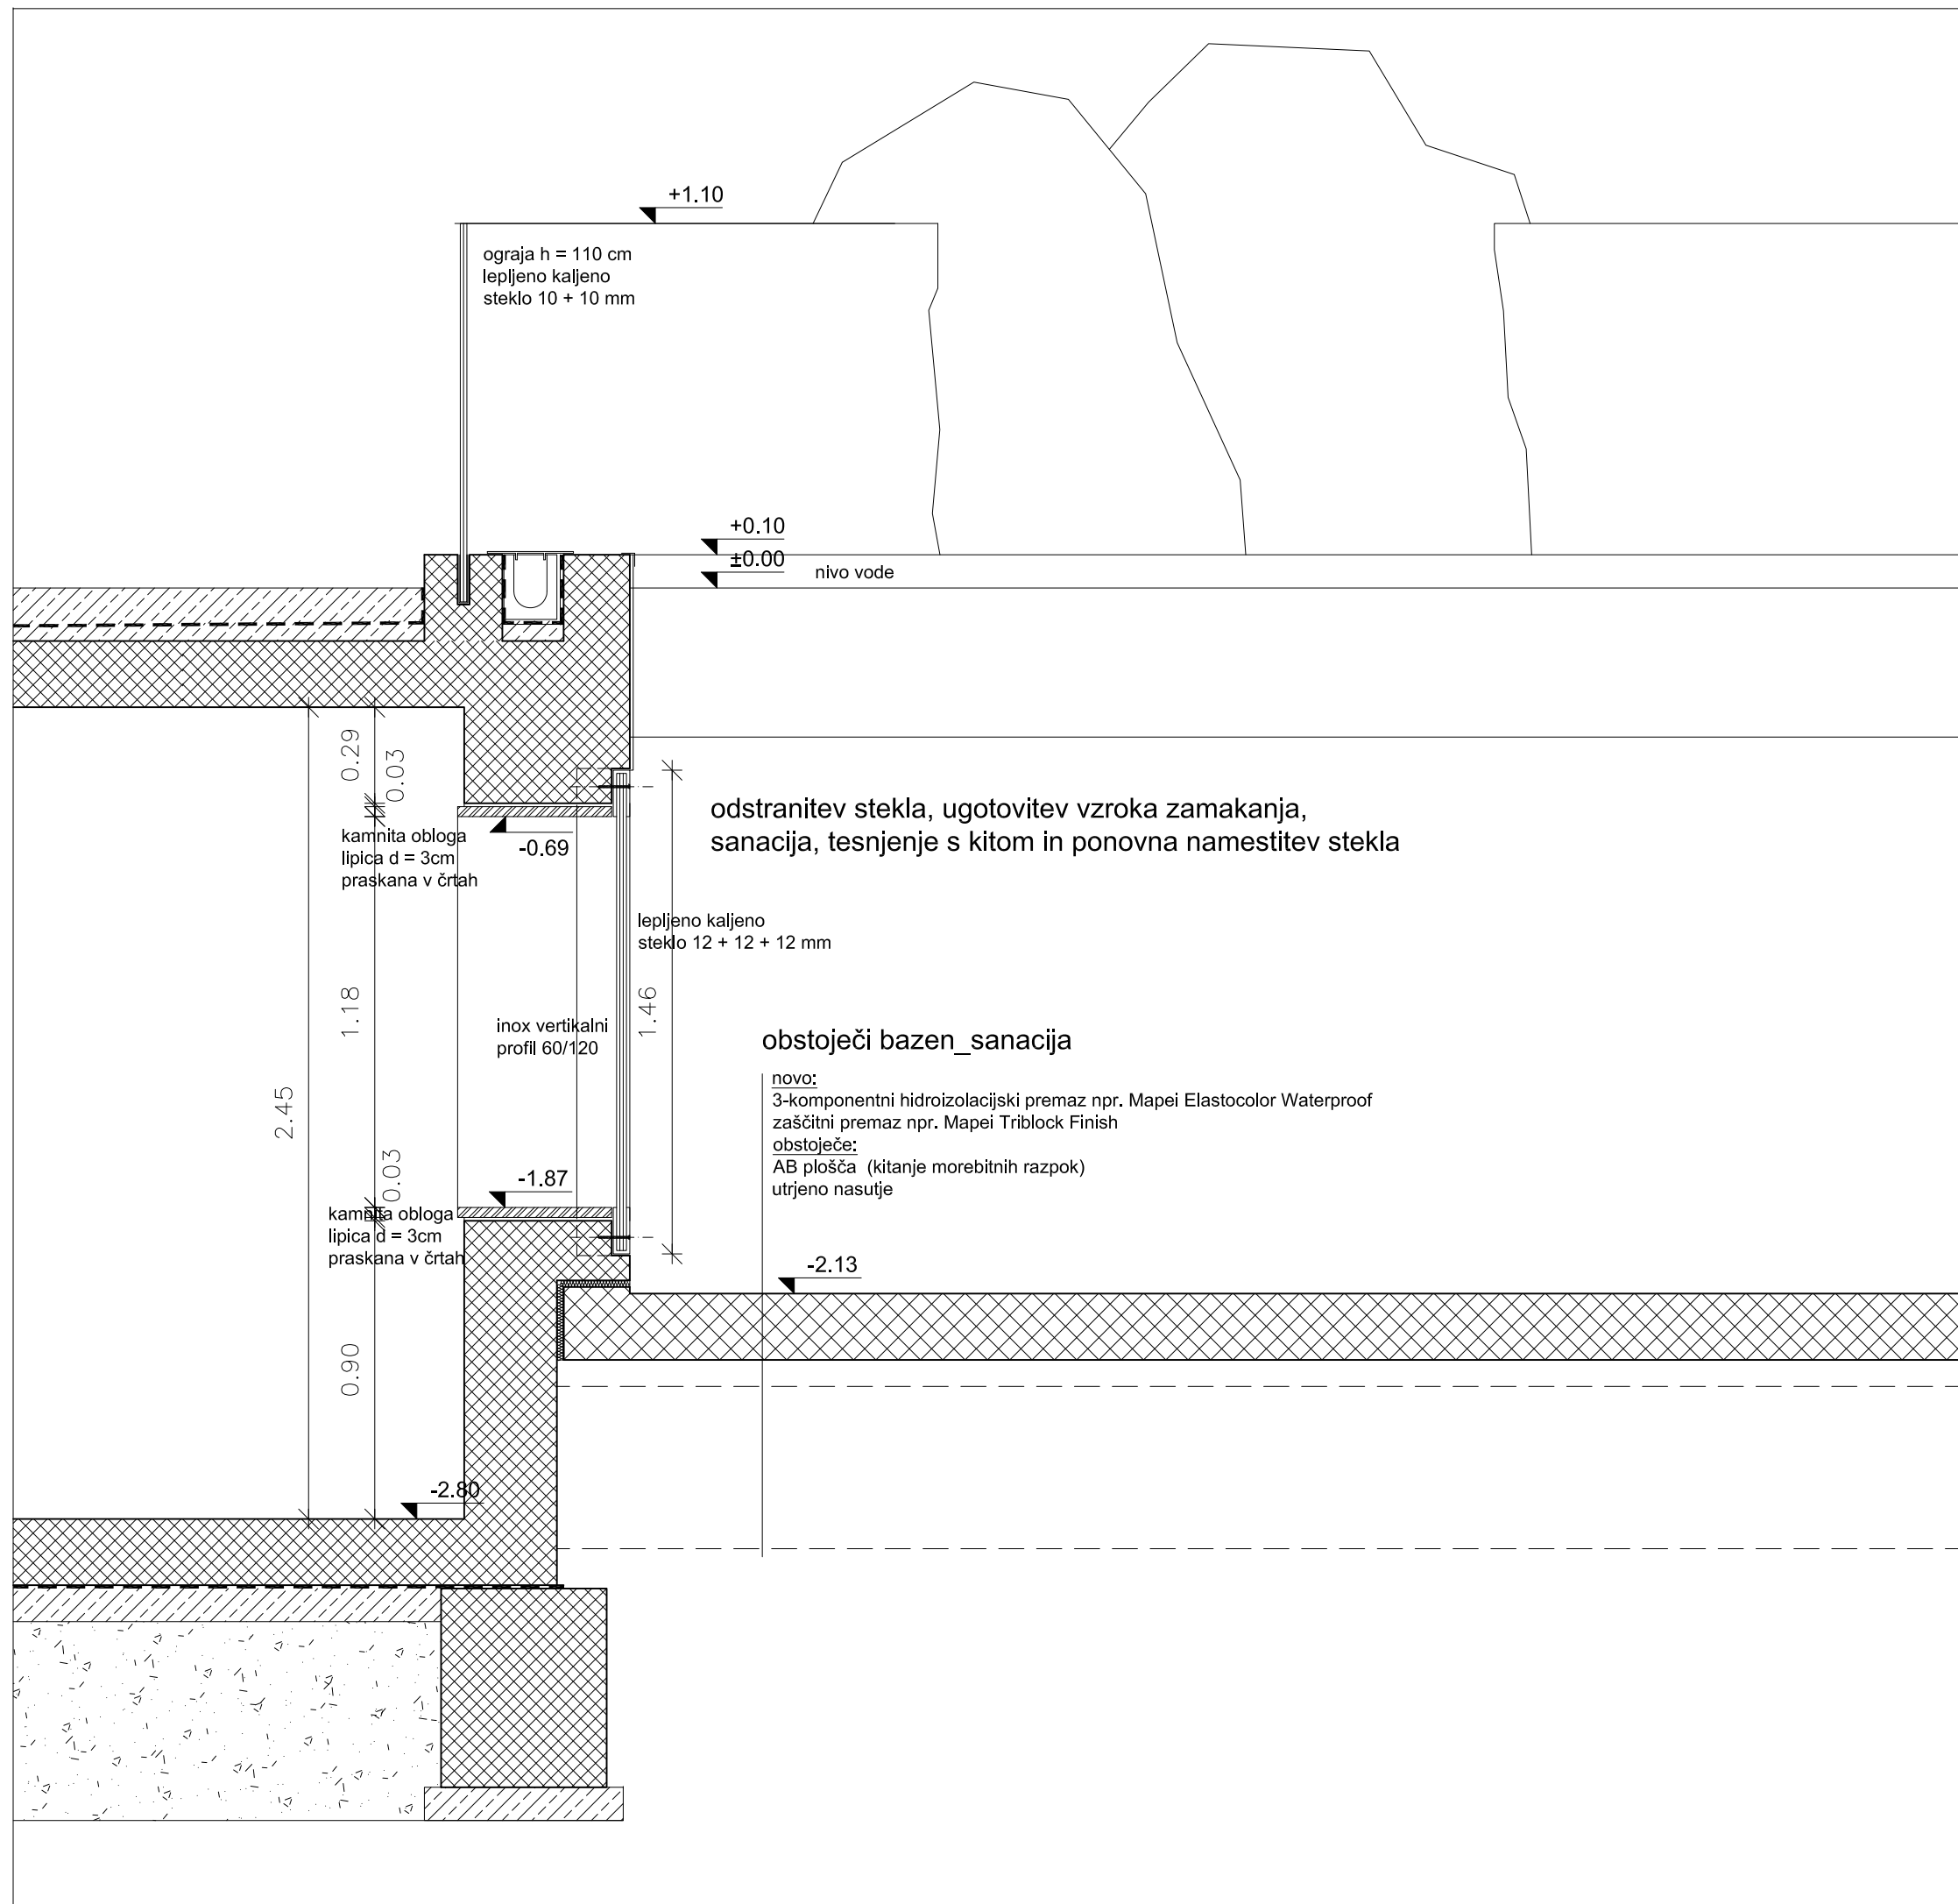 +1.10
ograja h = 110 cm
lepljeno kaljeno
steklo 10 + 10 mm
+0.10
±0.00
nivo vode
0.29
0.03
kamnita obloga
lipica d = 3cm
praskana v črtah
-0.69
odstranitev stekla, ugotovitev vzroka zamakanja,
sanacija, tesnjenje s kitom in ponovna namestitev stekla
lepljeno kaljeno
steklo 12 + 12 + 12 mm
1.18
1.46
inox vertikalni
profil 60/120
obstoječi bazen_sanacija
novo:
3-komponentni hidroizolacijski premaz npr. Mapei Elastocolor Waterproof
zaščitni premaz npr. Mapei Triblock Finish
obstoječe:
AB plošča  (kitanje morebitnih razpok)
utrjeno nasutje
2.45
0.03
-1.87
kamnita obloga
lipica d = 3cm
praskana v črtah
-2.13
0.90
-2.80